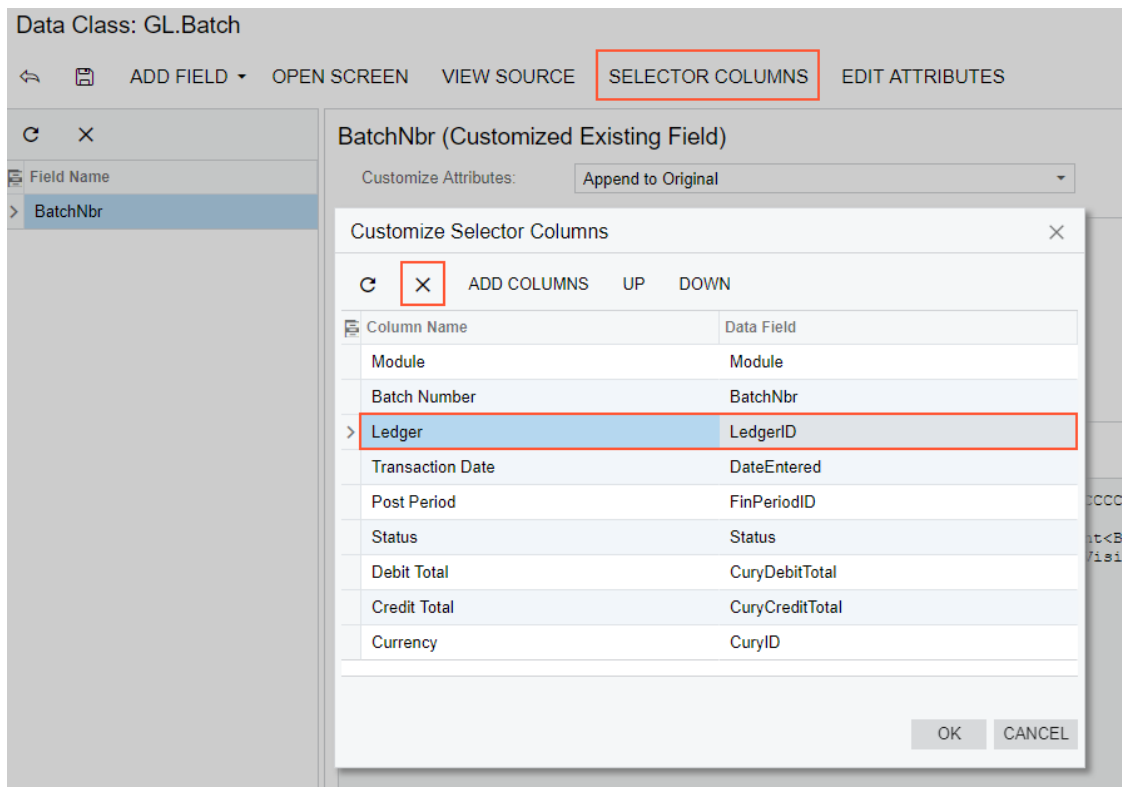 Data Class: GL.Batch
ADD FIELD OPEN SCREEN VIEW SOURCE SELECTOR COLUMNS EDIT ATTRIBUTES
BatchNbr (Customized Existing Field)
Field Name
Customize Attributes: Append to Original
BatchNbr
Customize Selector Columns
ADD COLUMNS UP DOWN
Column Name Data Field
Module Module
Batch Number BatchNbr
Ledger LedgerID
Transaction Date DateEntered
Post Period FinPeriodID
Status Status
Debit Total CuryDebitTotal
Credit Total CuryCreditTotal
Currency CuryID
OK CANCEL